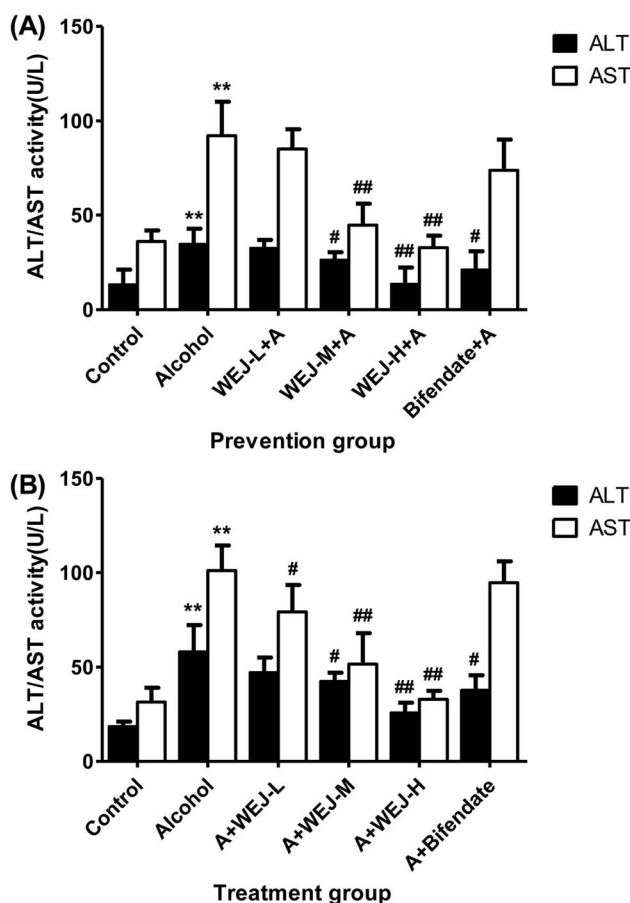 (A)
150
100
50
0
ALT/AST activity(U/L)
ALT
AST
**
**
#
##
##
##
#
Control
Alcohol
WEJ-L+A
WEJ-M+A
WEJ-H+A
Bifendate+A
Prevention group
(B)
150
100
50
0
ALT/AST activity(U/L)
ALT
AST
**
**
#
#
##
##
##
#
Control
Alcohol
A+WEJ-L
A+WEJ-M
A+WEJ-H
A+Bifendate
Treatment group